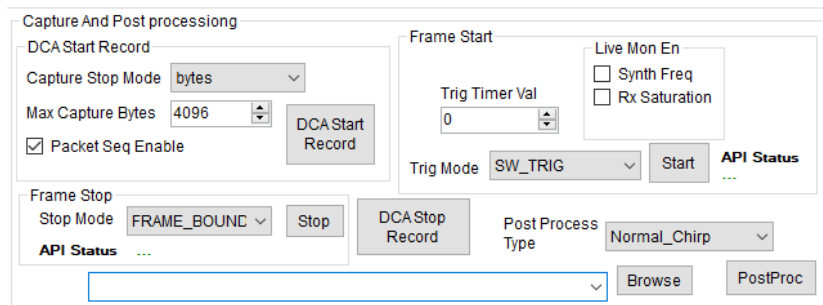 Capture And Post processiong
DCA Start Record
Capture Stop Mode bytes
Max Capture Bytes 4096
Packet Seq Enable
DCA Start
Record
Frame Start
Live Mon En
Synth Freq
Rx Saturation
Trig Timer Val
0
Trig Mode SW_TRIG
Start
API Status
...
Frame Stop
Stop Mode FRAME_BOUND
Stop
API Status ...
DCA Stop
Record
Post Process
Type
Normal_Chirp
Browse
PostProc